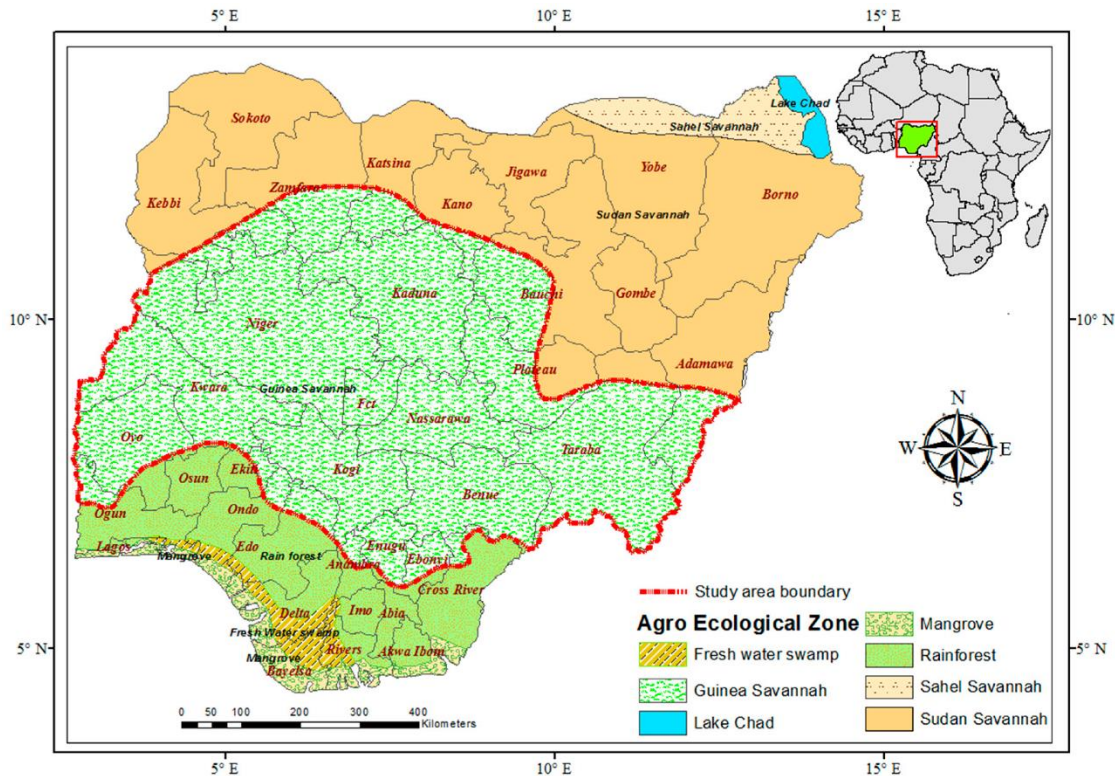 5° E
10° E
15° E
Sokoto
Lake Chad
Sahel Savannah
Katsina
Jigawa
Yobe
Zamfara
Kebbi
Kano
Borno
Sudan Savannah
Kaduna
Bauchi
Gombe
10° N
10° N
Niger
Plateau
Adamawa
Kwara
Guinea Savannah
Fct
Nassarawa
N
W
E
S
Oyo
Taraba
Osun
Ekiti
Kogi
Benue
Ogun
Ondo
Lagos
Edo
Enugu
Mangrove
Rain forest
Ebonyi
Anambra
Cross River
Delta
Imo
Abia
Fresh Water swamp
Mangrove
Rivers
Akwa Ibom
Bayelsa
5° N
5° N
Study area boundary
Agro Ecological Zone
Fresh water swamp
Guinea Savannah
Lake Chad
Mangrove
Rainforest
Sahel Savannah
Sudan Savannah
0 50 100 200 300 400
Kilometers
5° E
10° E
15° E